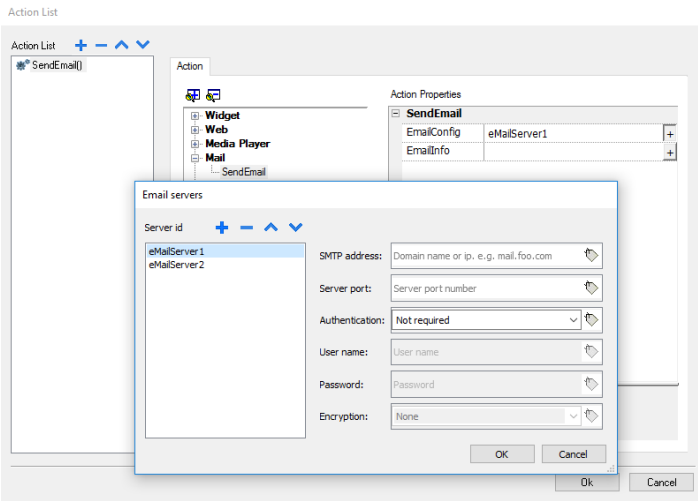 Action List
Action List
SendEmail()
Action
Widget
Web
Media Player
Mail
SendEmail
Action Properties
SendEmail
EmailConfig eMailServer1 +
EmailInfo +
Email servers
Server id
eMailServer1
eMailServer2
SMTP address: Domain name or ip. e.g. mail.foo.com
Server port: Server port number
Authentication: Not required
User name: User name
Password: Password
Encryption: None
OK Cancel
Ok Cancel